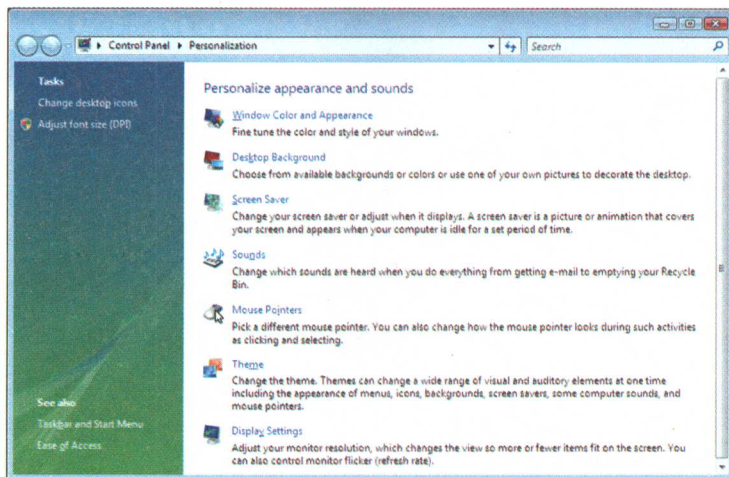 Control Panel ▸ Personalization
Search
Tasks
Change desktop icons
Adjust font size (DPI)
See also
Taskbar and Start Menu
Ease of Access
Personalize appearance and sounds
Window Color and Appearance
Fine tune the color and style of your windows.
Desktop Background
Choose from available backgrounds or colors or use one of your own pictures to decorate the desktop.
Screen Saver
Change your screen saver or adjust when it displays. A screen saver is a picture or animation that covers
your screen and appears when your computer is idle for a set period of time.
Sounds
Change which sounds are heard when you do everything from getting e-mail to emptying your Recycle
Bin.
Mouse Pointers
Pick a different mouse pointer. You can also change how the mouse pointer looks during such activities
as clicking and selecting.
Theme
Change the theme. Themes can change a wide range of visual and auditory elements at one time
including the appearance of menus, icons, backgrounds, screen savers, some computer sounds, and
mouse pointers.
Display Settings
Adjust your monitor resolution, which changes the view so more or fewer items fit on the screen. You
can also control monitor flicker (refresh rate).